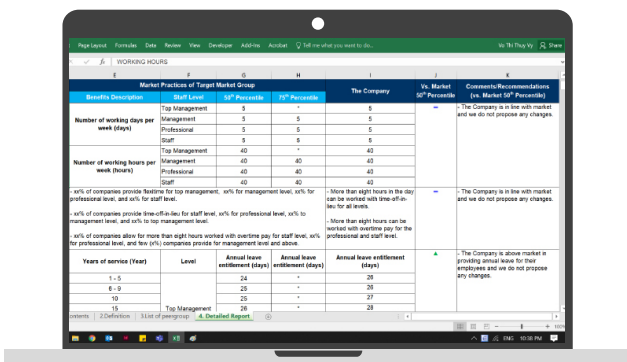 Page Layout Formulas Data Review View Developer Add-Ins Acrobat Tell me what you want to do... Vo Thi Thuy Vy Share
fx WORKING HOURS
E F G H I J K
Market Practices of Target Market Group
The Company
Vs. Market
50th Percentile
Comments/Recommendations
(vs. Market 50th Percentile)
Benefits Description Staff Level 50th Percentile 75th Percentile
Number of working days per
week (days)
Top Management 5 * 5
Management 5 5 5
Professional 5 5 5
Staff 5 5 5
- The Company is in line with market
and we do not propose any changes.
Number of working hours per
week (hours)
Top Management 40 * 40
Management 40 40 40
Professional 40 40 40
Staff 40 40 40
- xx% of companies provide flexitime for top management, xx% for management level, xx% for
professional level, and xx% for staff level.
- xx% of companies provide time-off-in-lieu for staff level, xx% for professional level, xx% to
management level, and xx% to top management level.
- xx% of companies allow for more than eight hours worked with overtime pay for staff level, xx%
for professional level, and few (x%) companies provide for management level and above.
- More than eight hours in the day
can be worked with time-off-in-
lieu for all levels.
- More than eight hours can be
worked with overtime pay for the
professional and staff level.
- The Company is in line with market
and we do not propose any changes.
Years of service (Year) Level
Annual leave
entitlement (days)
Annual leave
entitlement (days)
Annual leave entitlement
(days)
- The Company is above market in
providing annual leave for their
employees and we do not propose
any changes.
1 - 5 24 * 26
6 - 9 25 * 26
10 25 * 27
15 Top Management 26 * 28
ontents 2.Definition 3.List of peergroup 4. Detailed Report
100%
ENG 10:38 PM